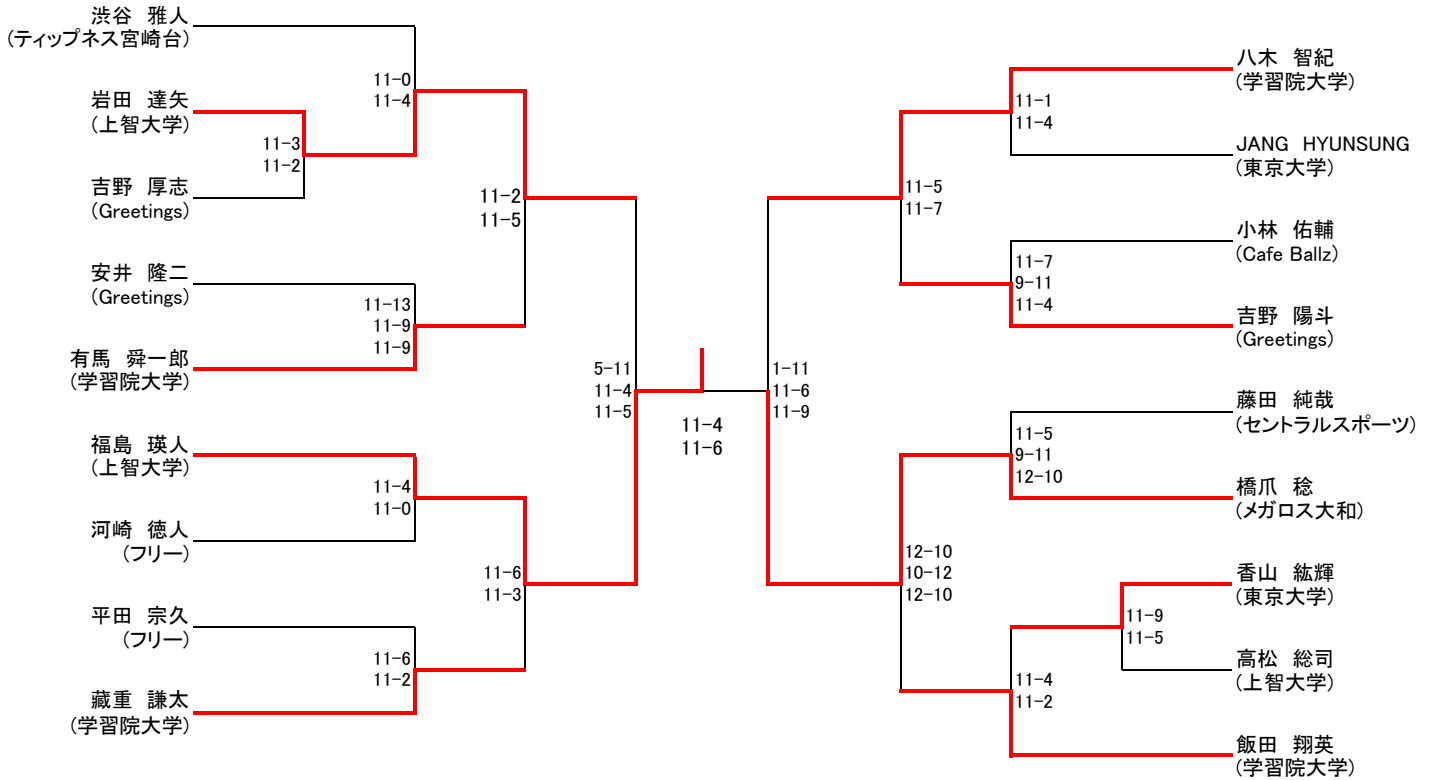 渋谷 雅人
(ティップネス宮崎台)
11-0
11-4
岩田 達矢
(上智大学)
11-3
11-2
吉野 厚志
(Greetings)
11-2
11-5
安井 隆二
(Greetings)
11-13
11-9
11-9
有馬 舜一郎
(学習院大学)
5-11
11-4
11-5
福島 瑛人
(上智大学)
11-4
11-0
河崎 徳人
(フリー)
11-6
11-3
平田 宗久
(フリー)
11-6
11-2
藏重 謙太
(学習院大学)
11-4
11-6
八木 智紀
(学習院大学)
11-1
11-4
JANG HYUNSUNG
(東京大学)
11-5
11-7
小林 佑輔
(Cafe Ballz)
11-7
9-11
11-4
吉野 陽斗
(Greetings)
1-11
11-6
11-9
藤田 純哉
(セントラルスポーツ)
11-5
9-11
12-10
橋爪 稔
(メガロス大和)
12-10
10-12
12-10
香山 紘輝
(東京大学)
11-9
11-5
高松 総司
(上智大学)
11-4
11-2
飯田 翔英
(学習院大学)